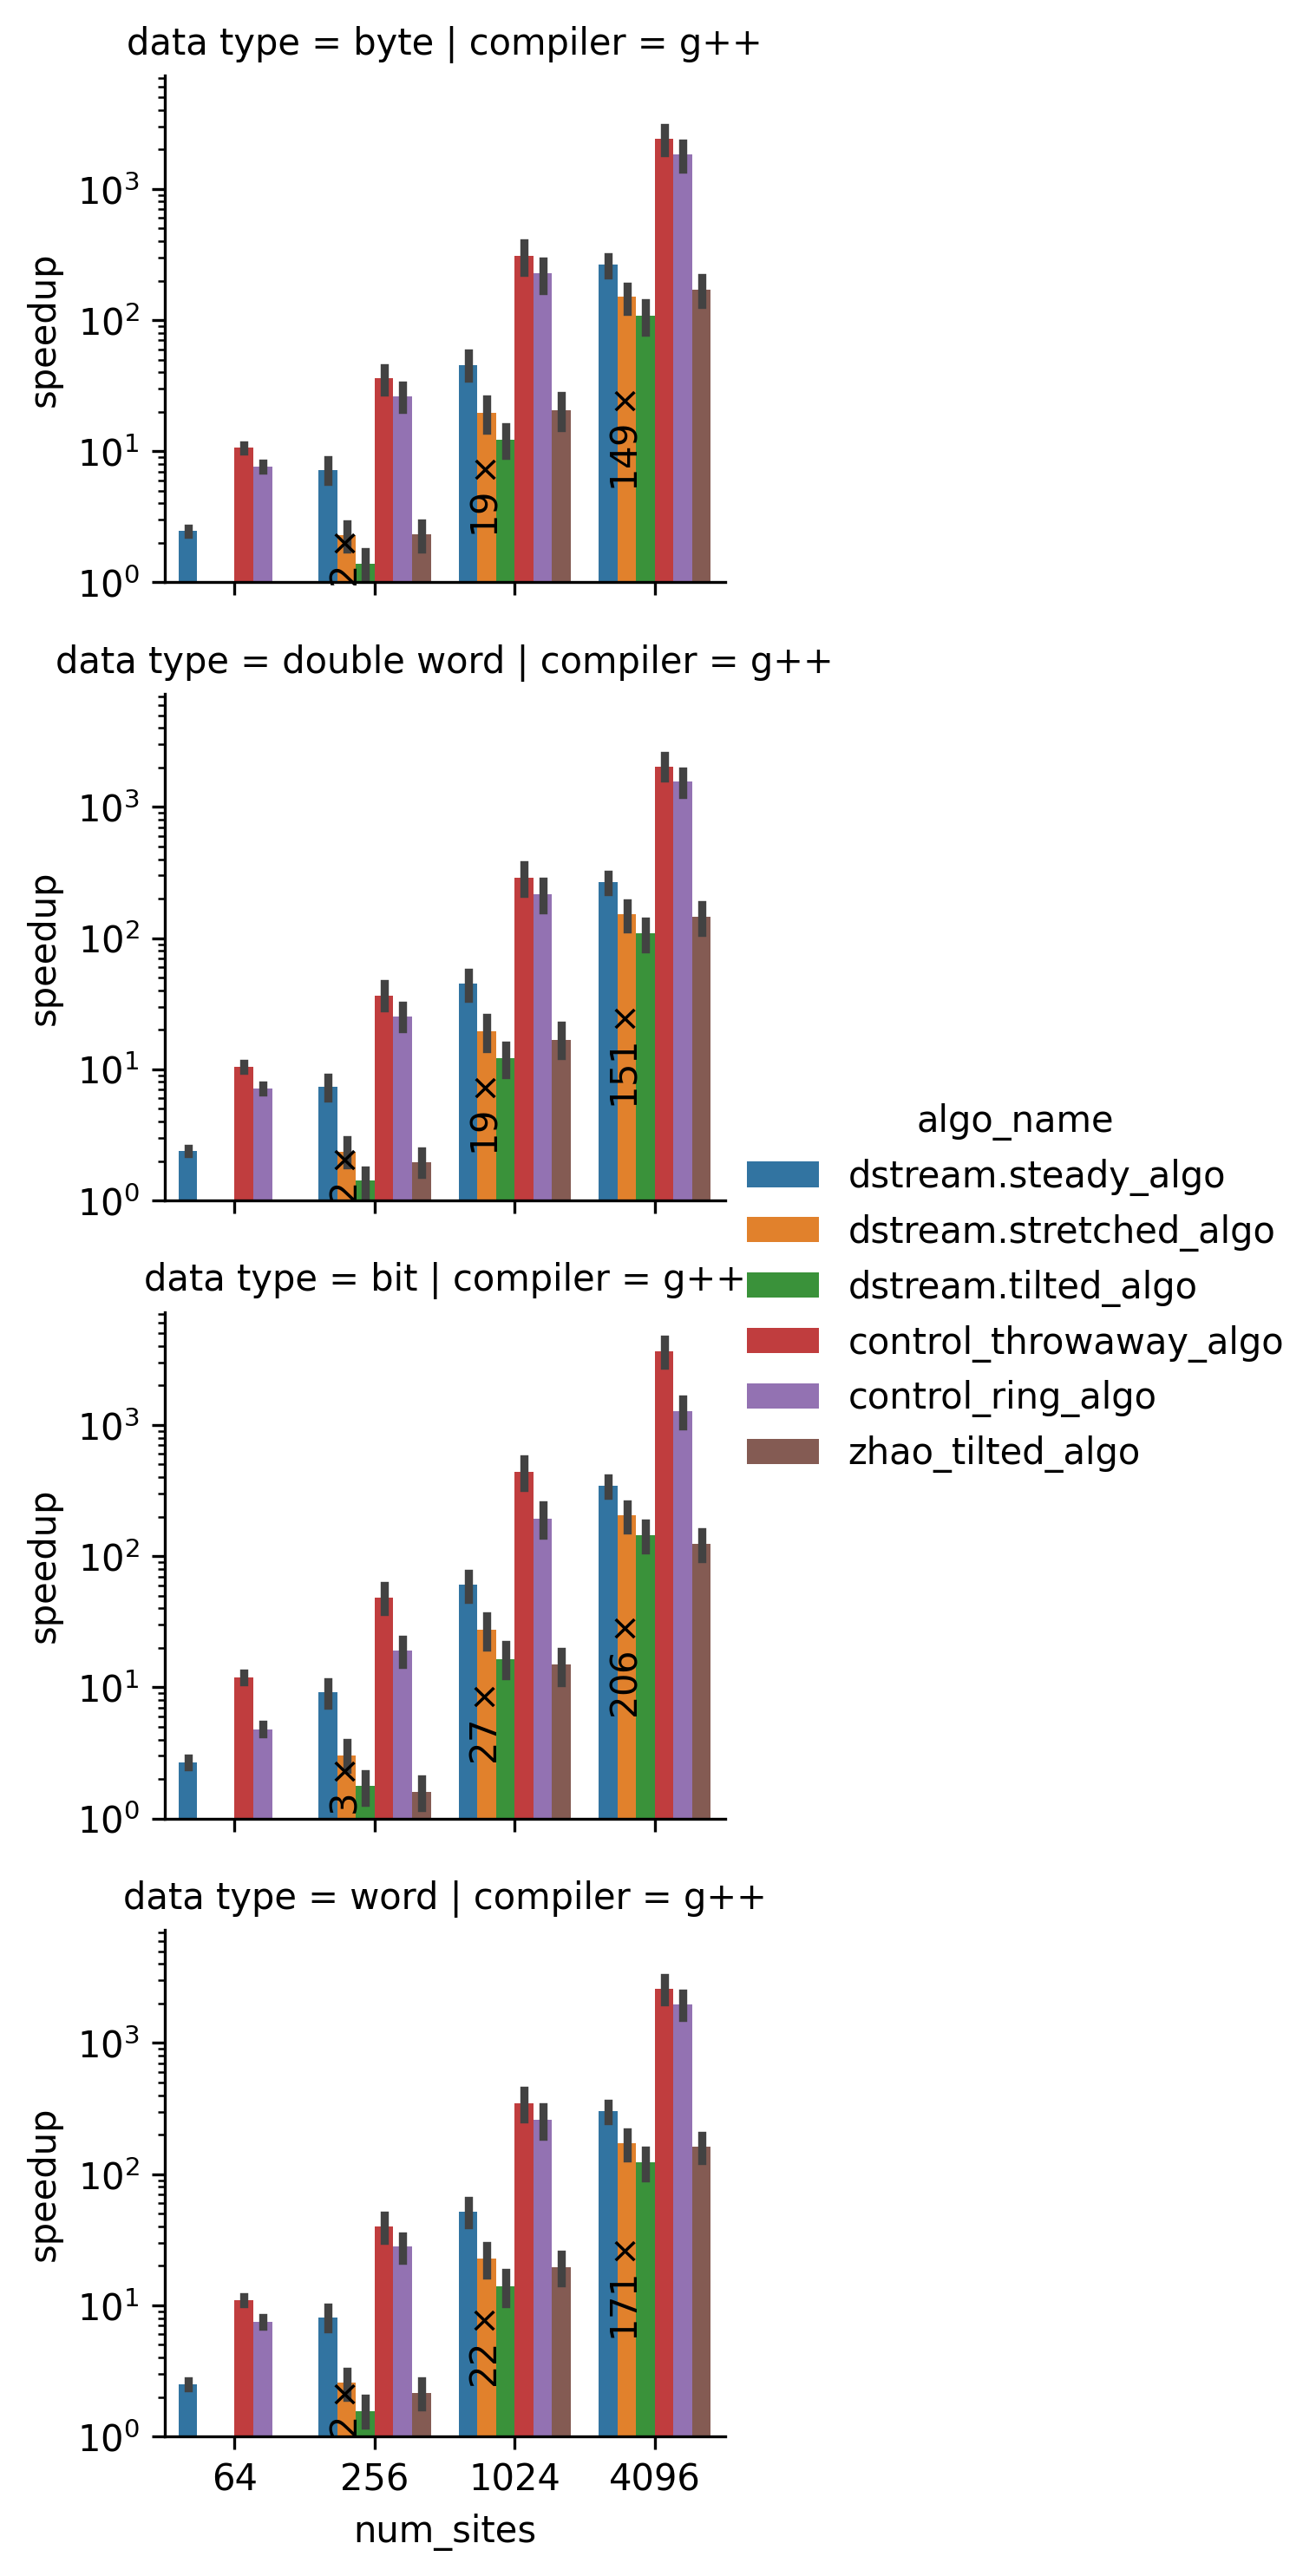 data type = byte | compiler = g++
speedup
10³
10²
10¹
10⁰
2 ×
19 ×
149 ×
data type = double word | compiler = g++
speedup
10³
10²
10¹
10⁰
2 ×
19 ×
151 ×
data type = bit | compiler = g++
speedup
10³
10²
10¹
10⁰
3 ×
27 ×
206 ×
data type = word | compiler = g++
speedup
10³
10²
10¹
10⁰
2 ×
22 ×
171 ×
64
256
1024
4096
num_sites
algo_name
dstream.steady_algo
dstream.stretched_algo
dstream.tilted_algo
control_throwaway_algo
control_ring_algo
zhao_tilted_algo